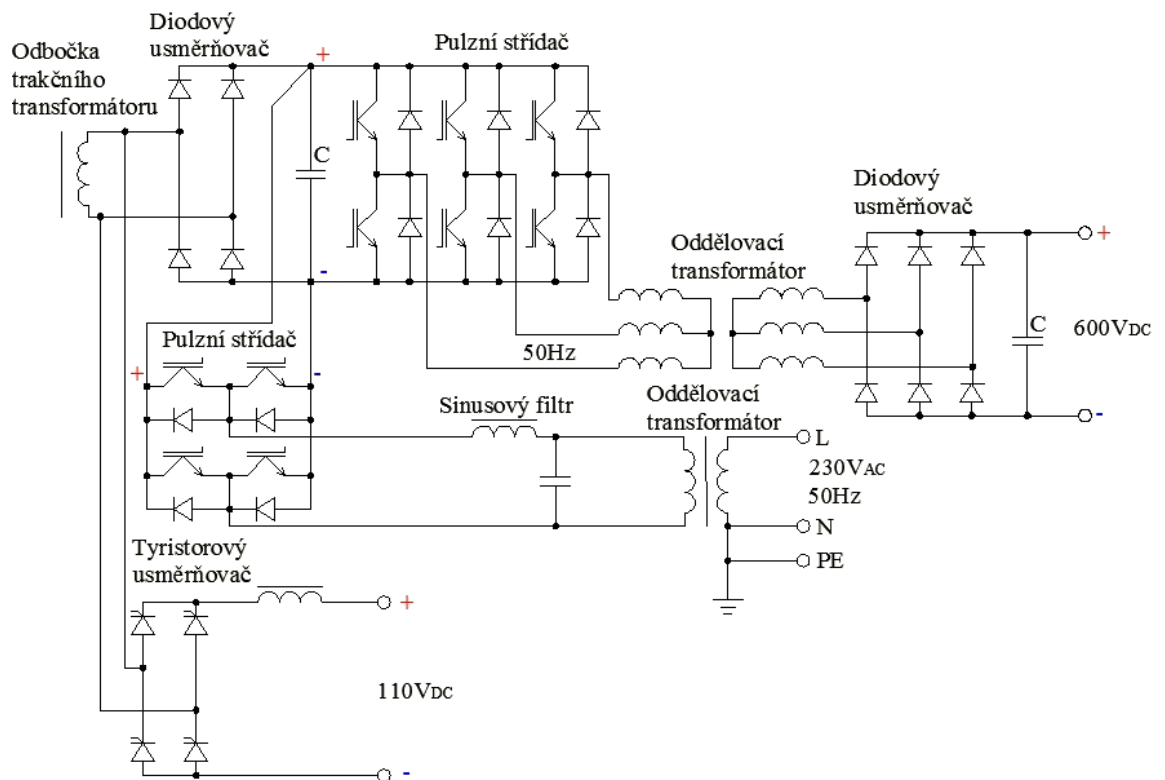 Diodový
usměrňovač
Pulzní střídač
Odbočka
trakčního
transformátoru
+
C
-
Diodový
usměrňovač
Oddělovací
transformátor
+
C
600VDC
-
50Hz
Pulzní střídač
+
-
Sinusový filtr
Oddělovací
transformátor
L
230VAC
50Hz
N
PE
Tyristorový
usměrňovač
+
110VDC
-